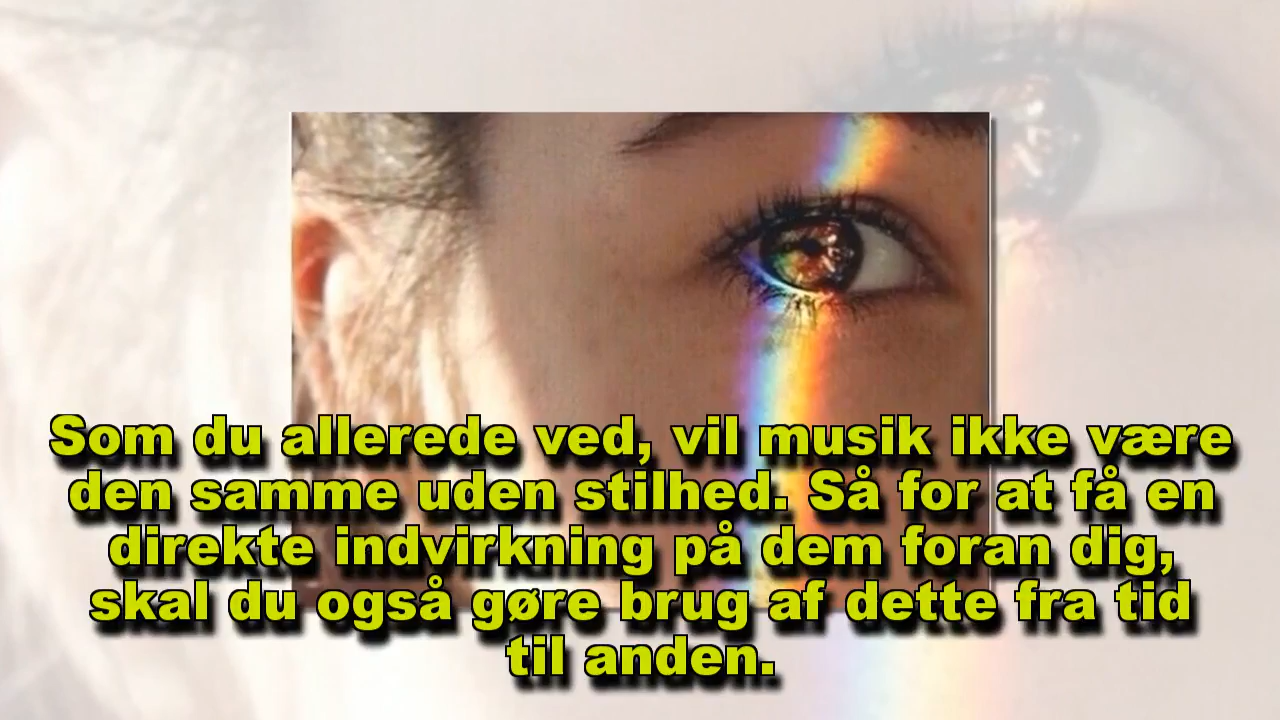 Som du allerede ved, vil musik ikke være
den samme uden stilhed. Så for at få en
direkte indvirkning på dem foran dig,
skal du også gøre brug af dette fra tid
til anden.